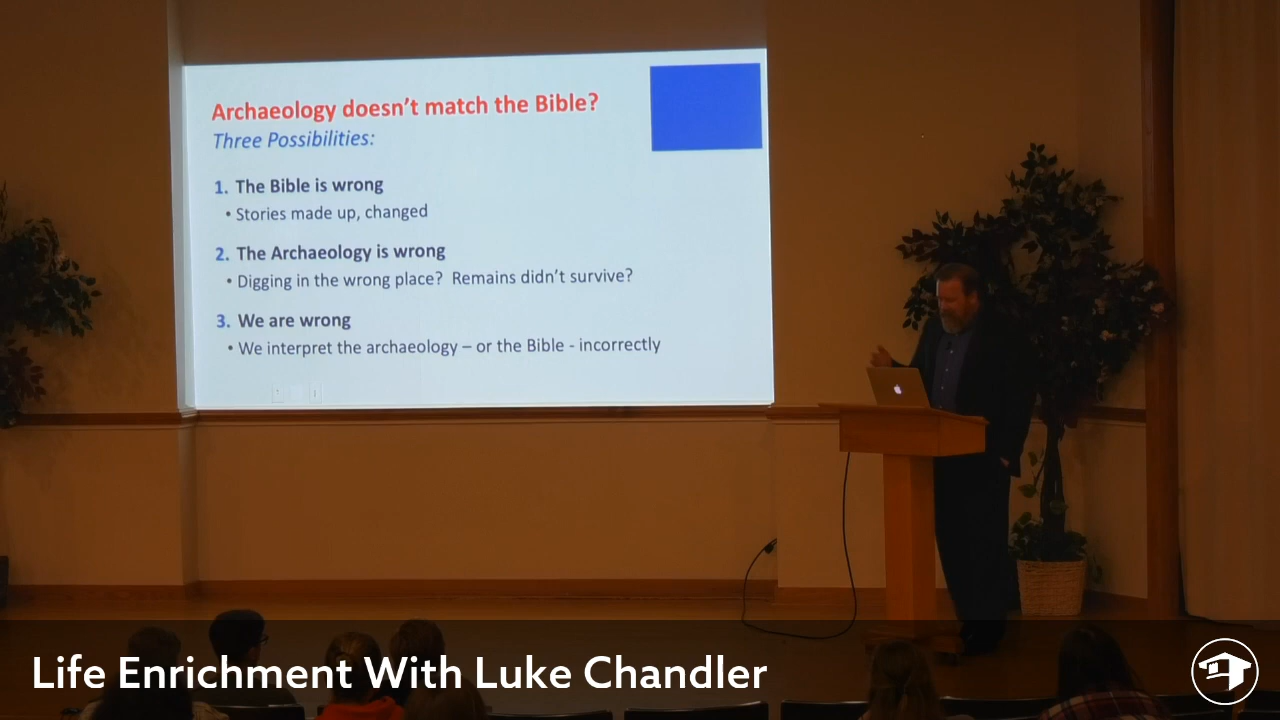 Archaeology doesn't match the Bible?
Three Possibilities:
1. The Bible is wrong
• Stories made up, changed
2. The Archaeology is wrong
• Digging in the wrong place? Remains didn't survive?
3. We are wrong
• We interpret the archaeology – or the Bible - incorrectly
Life Enrichment With Luke Chandler